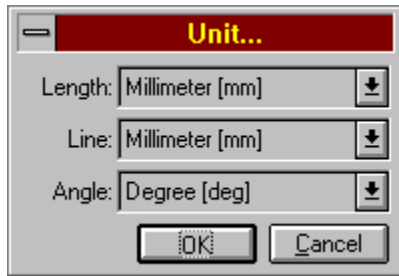 Unit...
Length: Millimeter [mm]
Line: Millimeter [mm]
Angle: Degree [deg]
OK Cancel